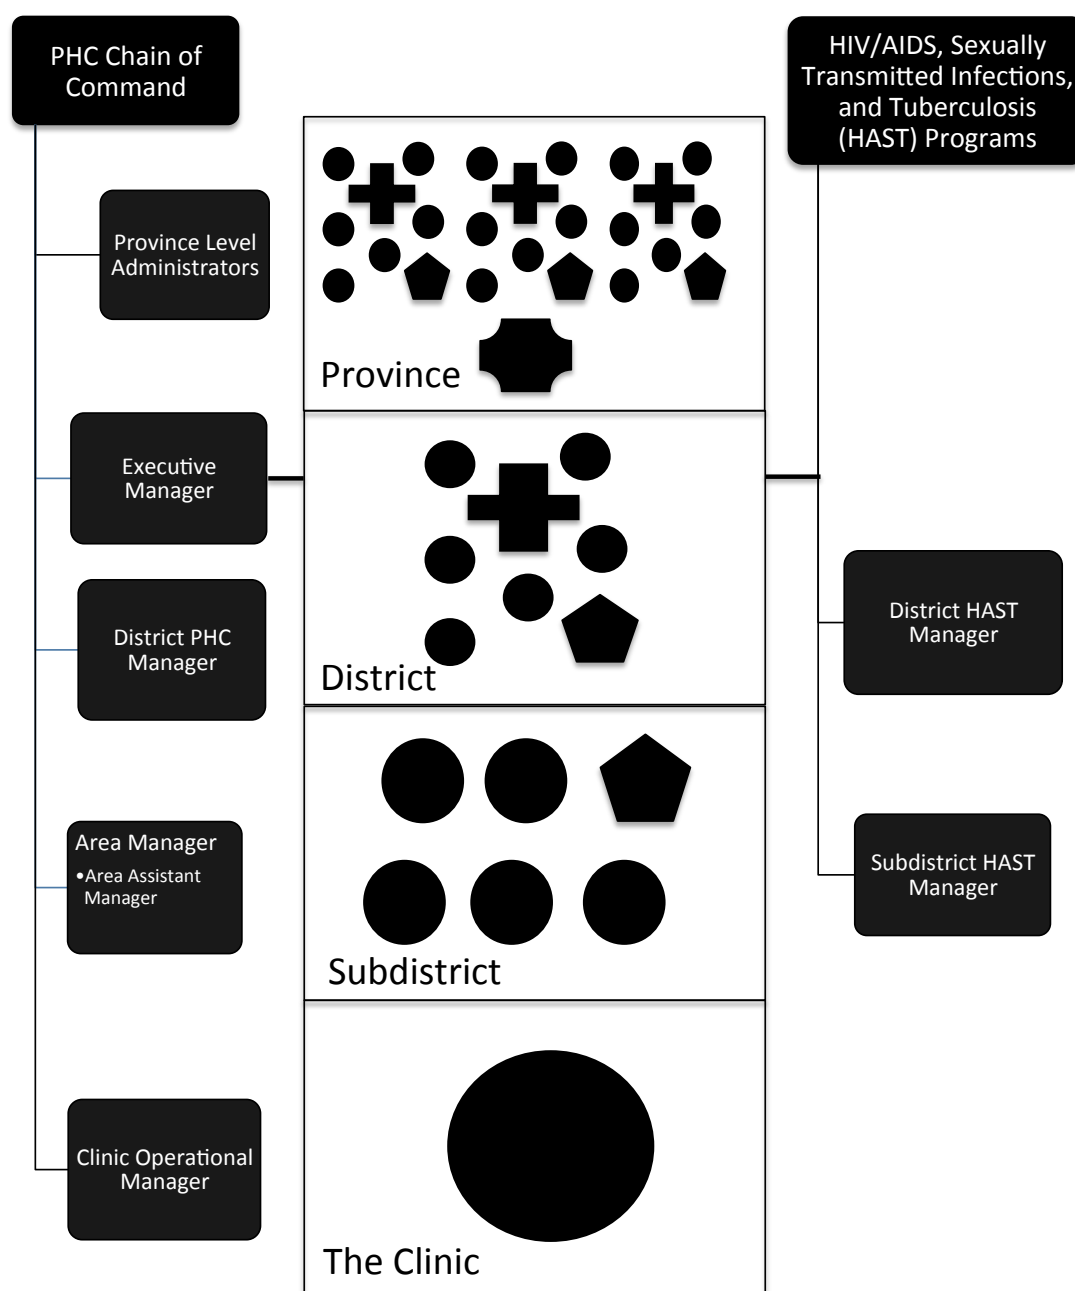 PHC Chain of
Command
HIV/AIDS, Sexually
Transmitted Infections,
and Tuberculosis
(HAST) Programs
Province Level
Administrators
Province
Executive
Manager
District PHC
Manager
District
District HAST
Manager
Area Manager
•Area Assistant
Manager
Subdistrict
Subdistrict HAST
Manager
Clinic Operational
Manager
The Clinic